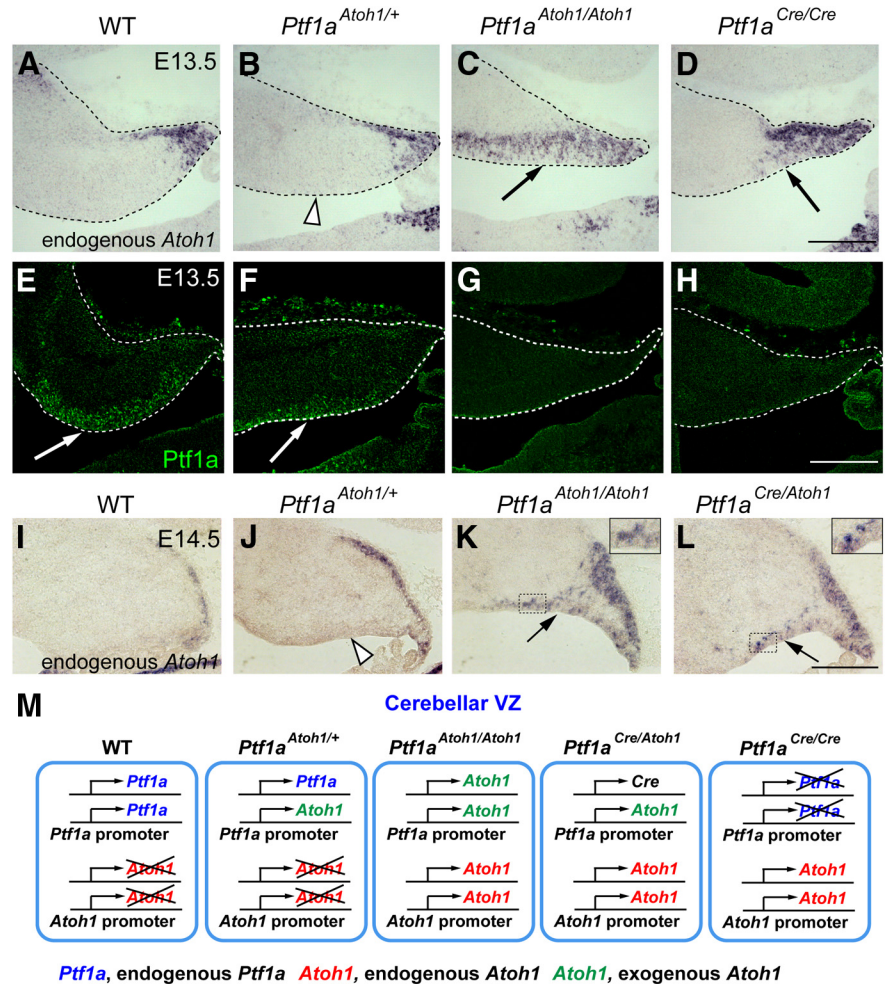 WT Ptf1a Atoh1/+ Ptf1a Atoh1/Atoh1 Ptf1a Cre/Cre
A E13.5 B C D
endogenous Atoh1
E E13.5 F G H
Ptf1a
WT Ptf1a Atoh1/+ Ptf1a Atoh1/Atoh1 Ptf1a Cre/Atoh1
I E14.5 J K L
endogenous Atoh1
M Cerebellar VZ
WT Ptf1a Atoh1/+ Ptf1a Atoh1/Atoh1 Ptf1a Cre/Atoh1 Ptf1a Cre/Cre
Ptf1a Ptf1a Atoh1 Cre Ptf1a
Ptf1a Atoh1 Atoh1 Atoh1 Ptf1a
Ptf1a promoter Ptf1a promoter Ptf1a promoter Ptf1a promoter Ptf1a promoter
Atoh1 Atoh1 Atoh1 Atoh1 Atoh1
Atoh1 Atoh1 Atoh1 Atoh1 Atoh1
Atoh1 promoter Atoh1 promoter Atoh1 promoter Atoh1 promoter Atoh1 promoter
Ptf1a, endogenous Ptf1a Atoh1, endogenous Atoh1 Atoh1, exogenous Atoh1